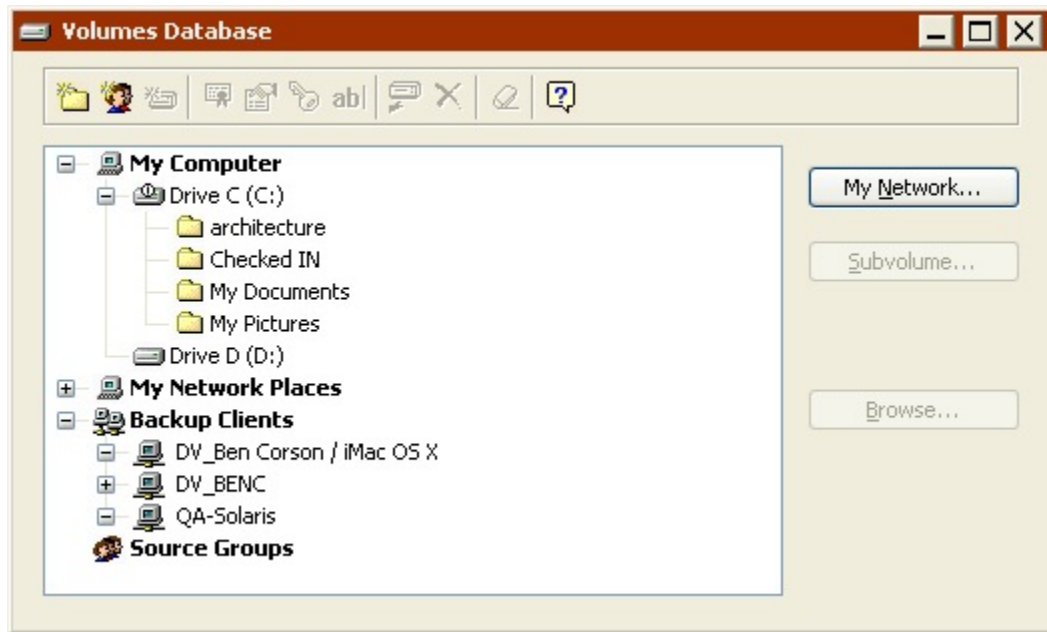 Volumes Database
ab|
My Computer
Drive C (C:)
architecture
Checked IN
My Documents
My Pictures
Drive D (D:)
My Network Places
Backup Clients
DV_Ben Corson / iMac OS X
DV_BENC
QA-Solaris
Source Groups
My Network...
Subvolume...
Browse...